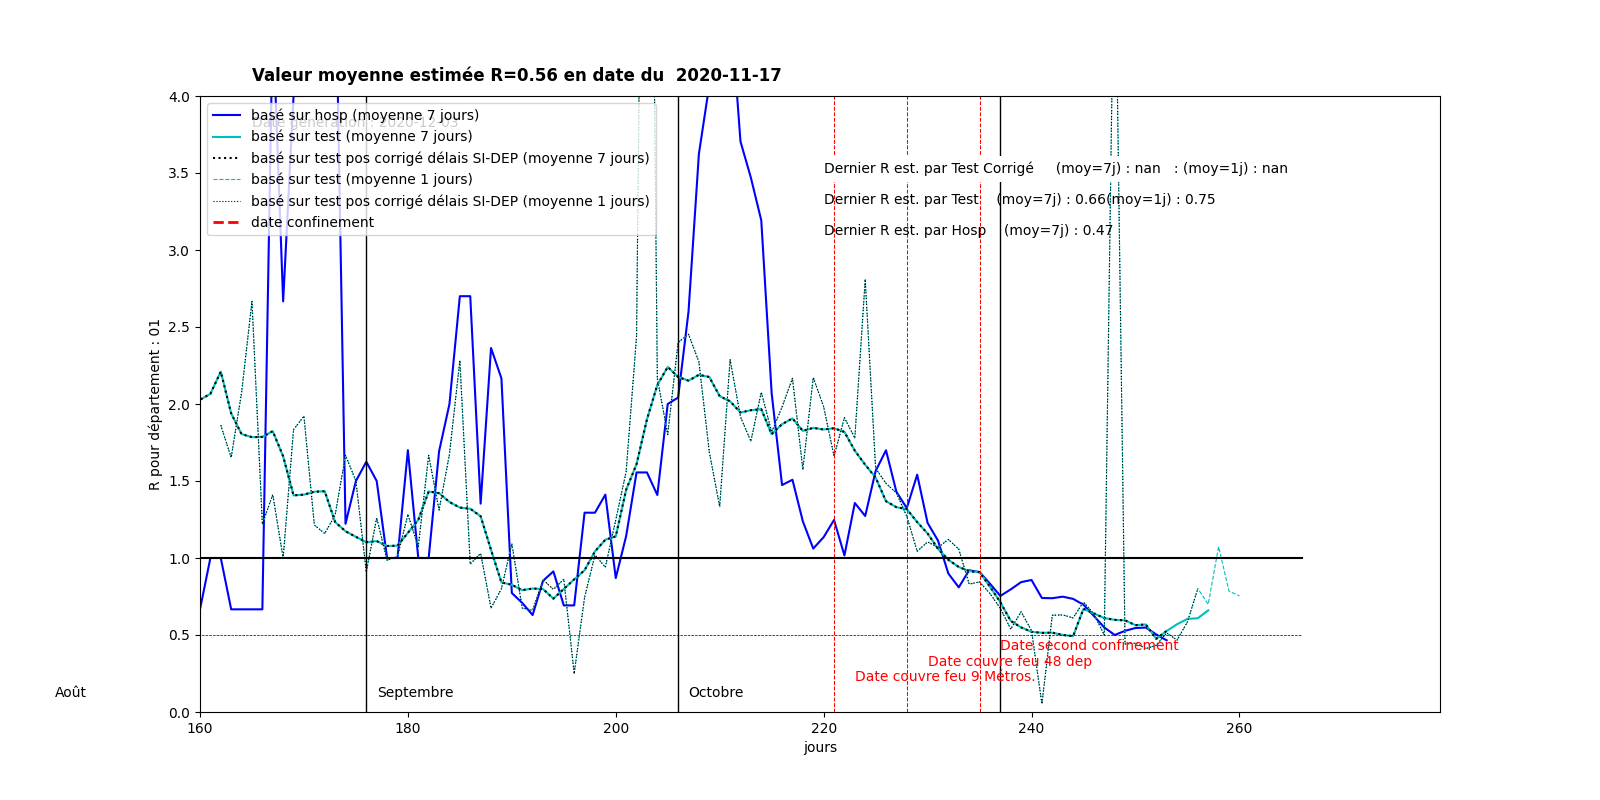 Valeur moyenne estimée R=0.56 en date du  2020-11-17
Date generation : 2020-12-03
basé sur hosp (moyenne 7 jours)
basé sur test (moyenne 7 jours)
basé sur test pos corrigé délais SI-DEP (moyenne 7 jours)
basé sur test (moyenne 1 jours)
basé sur test pos corrigé délais SI-DEP (moyenne 1 jours)
date confinement
Dernier R est. par Test Corrigé     (moy=7j) : nan   : (moy=1j) : nan
Dernier R est. par Test    (moy=7j) : 0.66(moy=1j) : 0.75
Dernier R est. par Hosp    (moy=7j) : 0.47
R pour département : 01
4.0
3.5
3.0
2.5
2.0
1.5
1.0
0.5
0.0
Date second confinement
Date couvre feu 48 dep
Date couvre feu 9 Métros.
Août
Septembre
Octobre
160
180
200
220
240
260
jours